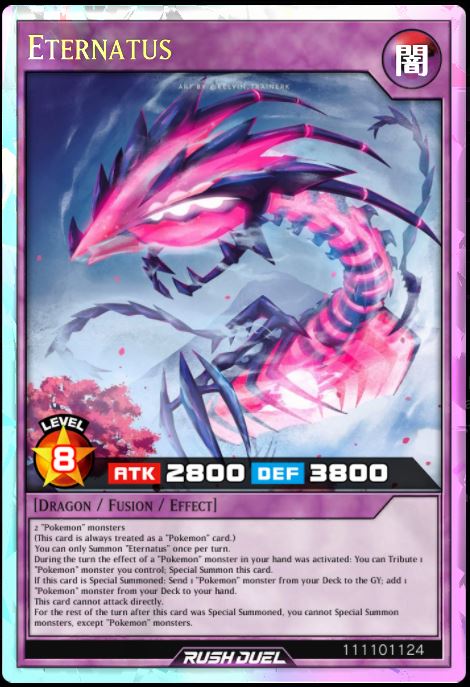 Eternatus
闇
ART BY @KELVIN_TRAINERK
LEVEL
8
ATK 2800 DEF 3800
[Dragon / Fusion / Effect]
2 "Pokemon" monsters
(This card is always treated as a "Pokemon" card.)
You can only Summon "Eternatus" once per turn.
During the turn the effect of a "Pokemon" monster in your hand was activated: You can Tribute 1
"Pokemon" monster you control; Special Summon this card.
If this card is Special Summoned: Send 1 "Pokemon" monster from your Deck to the GY; add 1
"Pokemon" monster from your Deck to your hand.
This card cannot attack directly.
For the rest of the turn after this card was Special Summoned, you cannot Special Summon
monsters, except "Pokemon" monsters.
111101124
RUSH DUEL